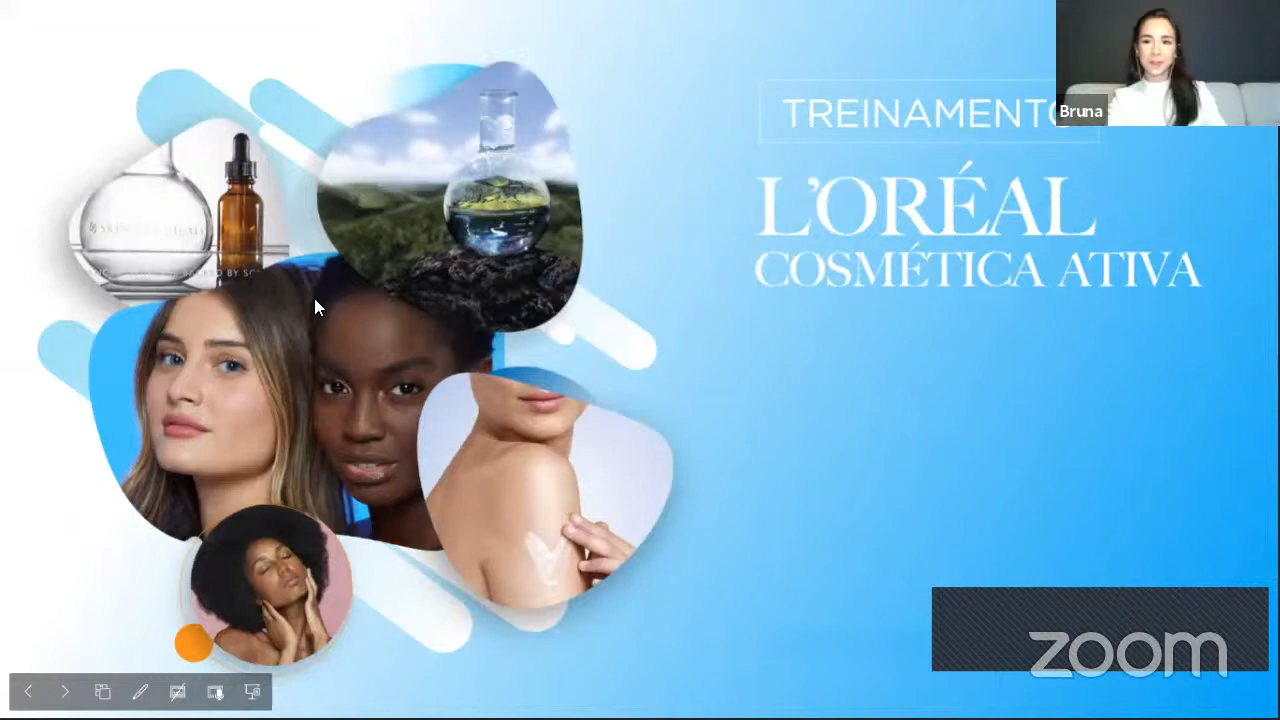 TREINAMENTO
Bruna
L'ORÉAL
COSMÉTICA ATIVA
zoom